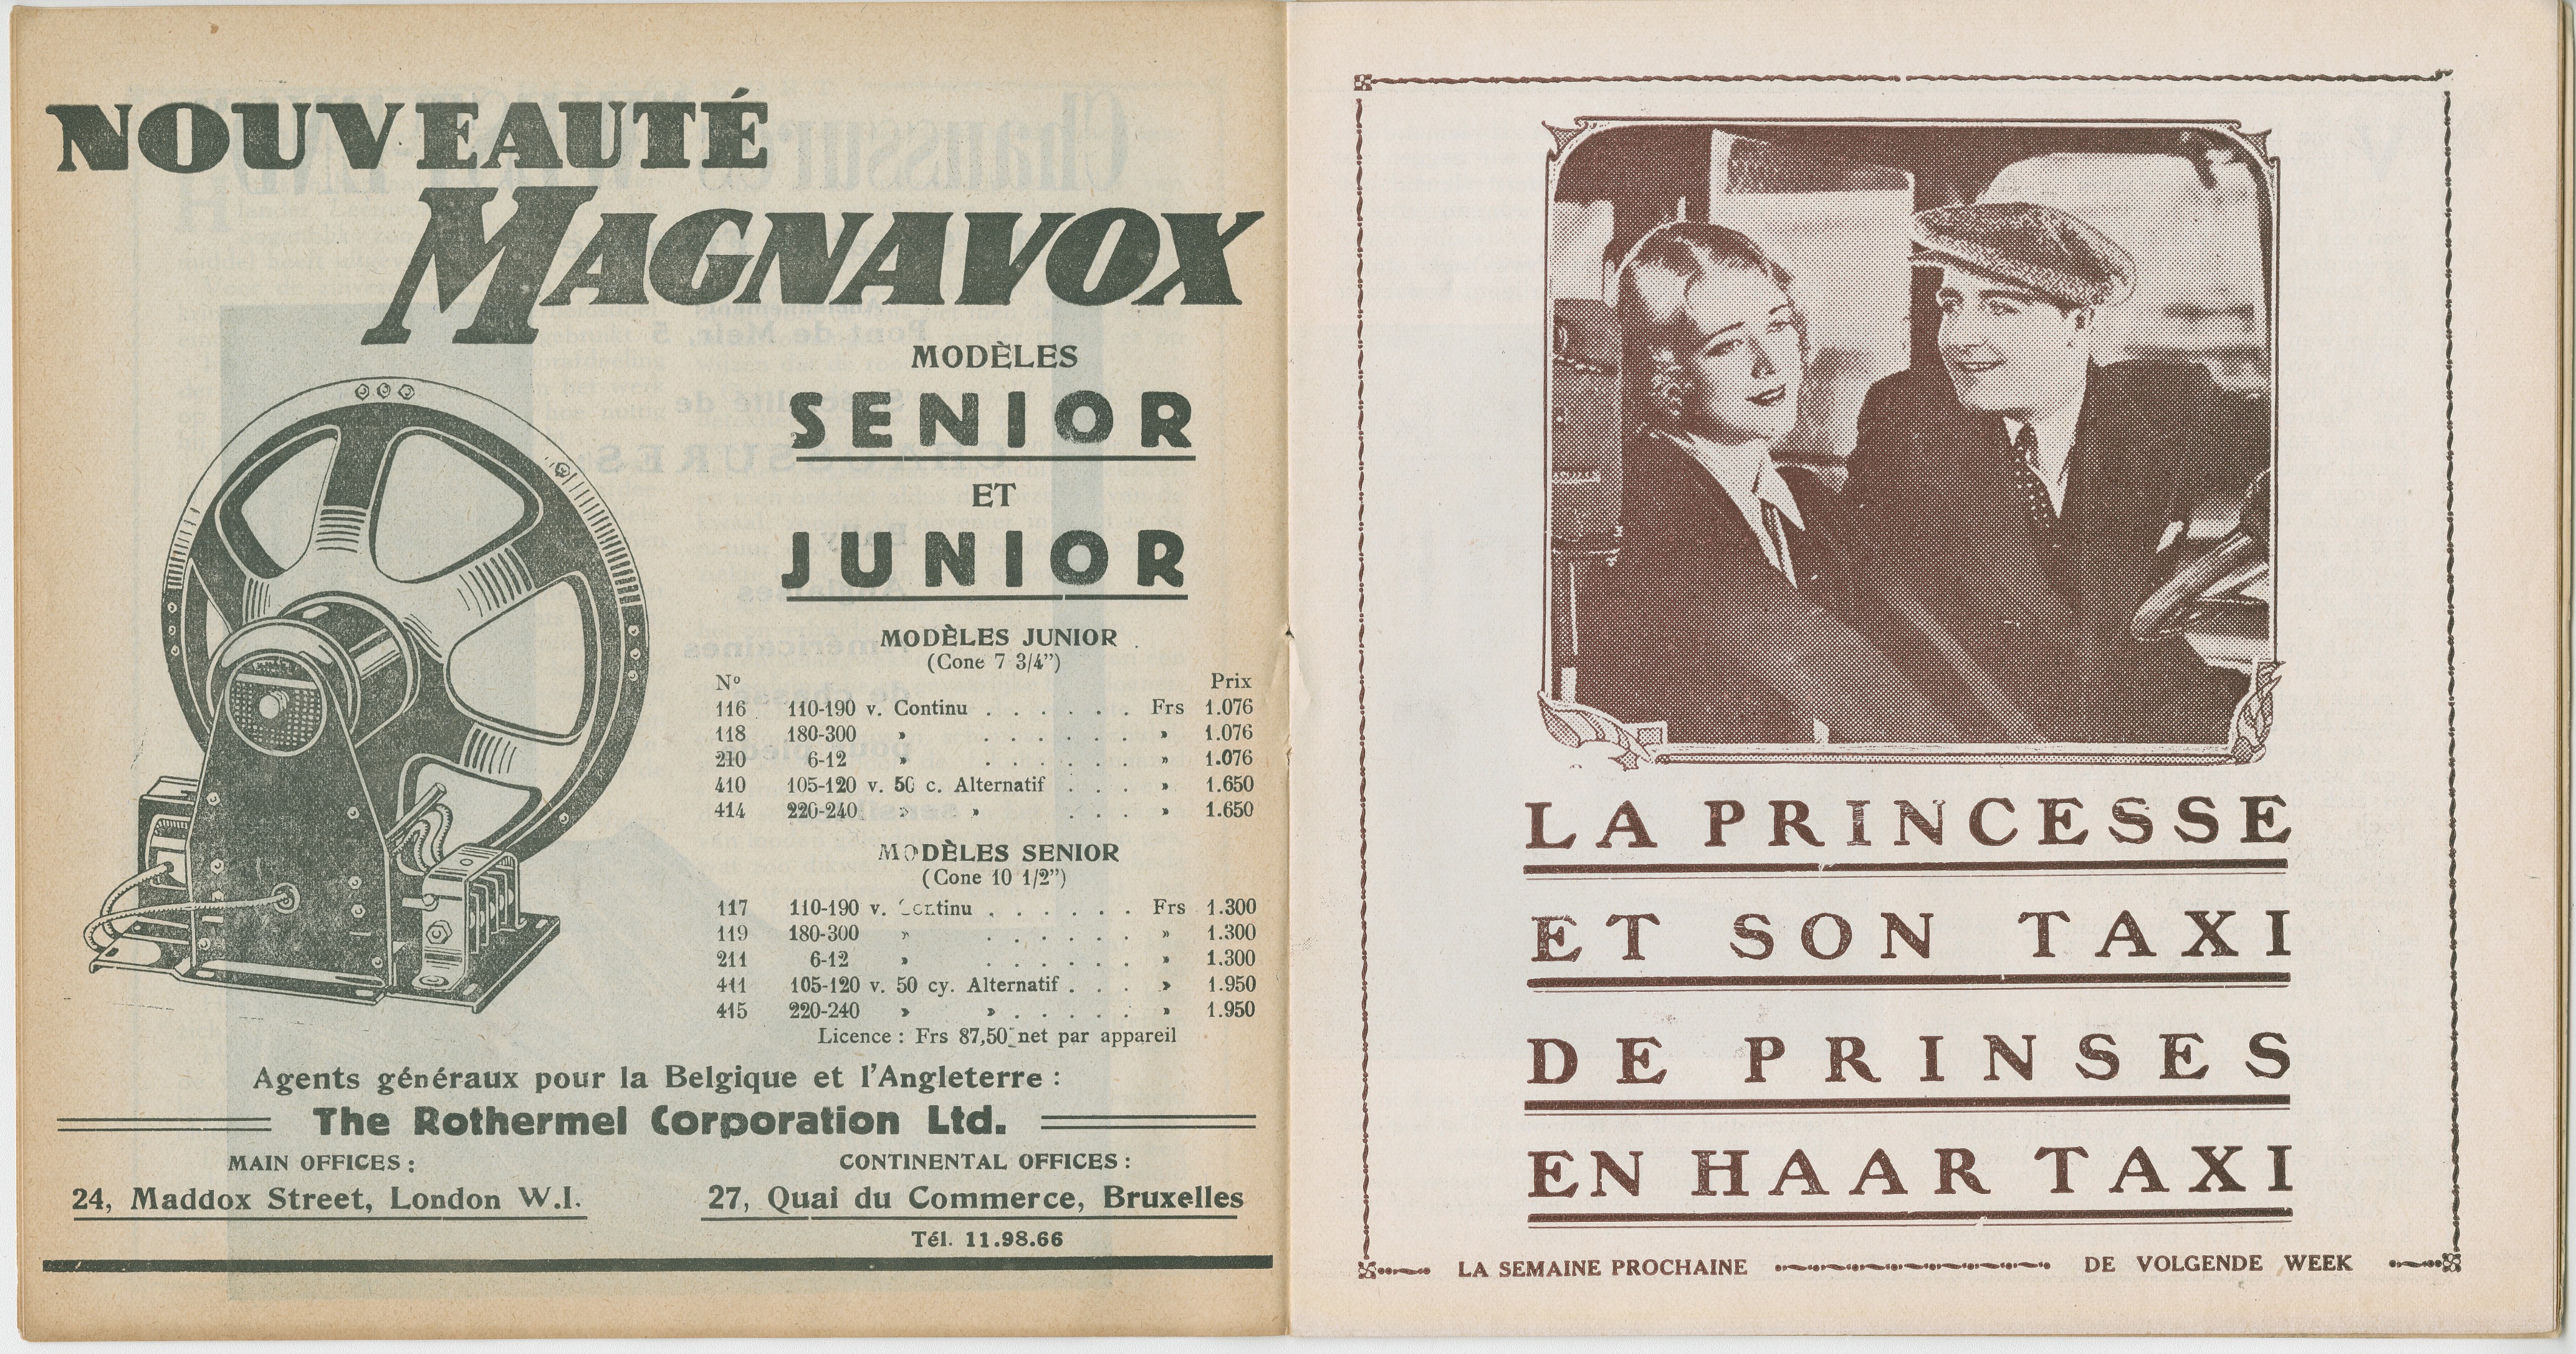 NOUVEAUTÉ
MAGNAVOX
MODÈLES
SENIOR
ET
JUNIOR
MODÈLES JUNIOR
(Cone 7 3/4")
Nº Prix
116 110-190 v. Continu . . . . . . Frs 1.076
118 180-300 » . . . . . . » 1.076
210 6-12 » . . . . . . » 1.076
410 105-120 v. 50 c. Alternatif . . . » 1.650
414 220-240 » » . . . » 1.650
MODÈLES SENIOR
(Cone 10 1/2")
117 110-190 v. Continu . . . . . . Frs 1.300
119 180-300 » . . . . . . » 1.300
211 6-12 » . . . . . . » 1.300
411 105-120 v. 50 cy. Alternatif . . . » 1.950
415 220-240 » » . . . . . » 1.950
Licence : Frs 87,50 net par appareil
Agents généraux pour la Belgique et l'Angleterre :
The Rothermel Corporation Ltd.
MAIN OFFICES : CONTINENTAL OFFICES :
24, Maddox Street, London W.I. 27, Quai du Commerce, Bruxelles
Tél. 11.98.66
LA PRINCESSE
ET SON TAXI
DE PRINSES
EN HAAR TAXI
LA SEMAINE PROCHAINE DE VOLGENDE WEEK